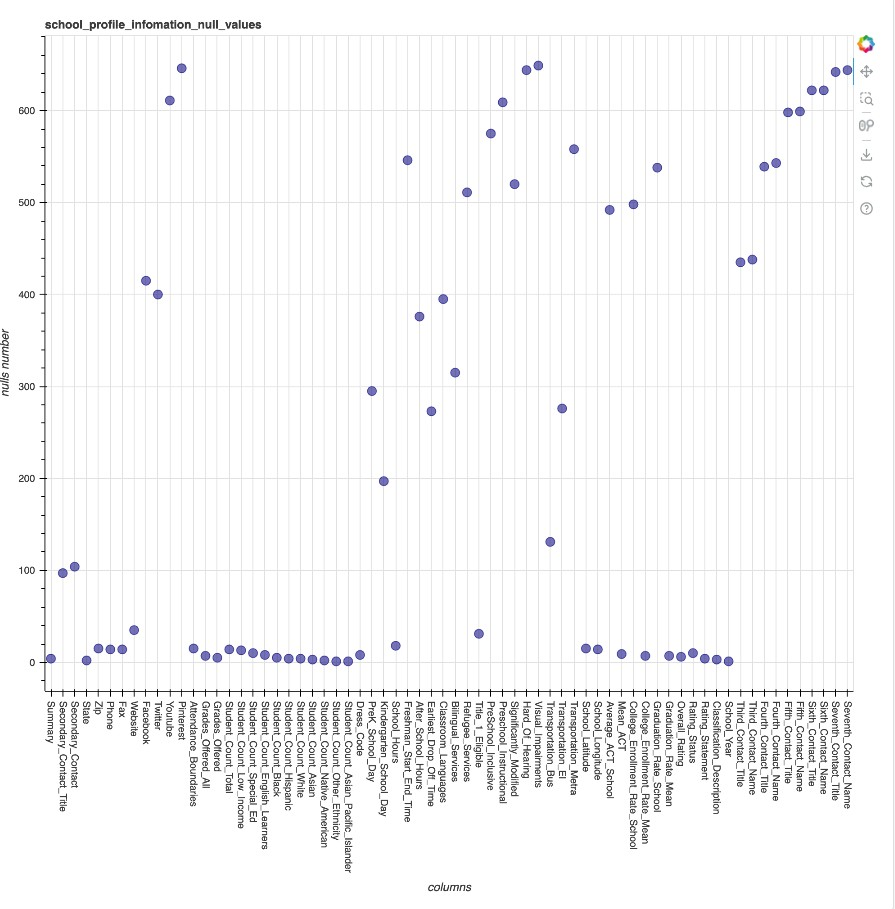 school_profile_infomation_null_values
600
500
400
300
200
100
0
nulls number
Summary
Secondary_Contact_Title
Secondary_Contact
State
Zip
Phone
Fax
Website
Facebook
Twitter
Youtube
Pinterest
Attendance_Boundaries
Grades_Offered_All
Grades_Offered
Student_Count_Total
Student_Count_Low_Income
Student_Count_Special_Ed
Student_Count_English_Learners
Student_Count_Black
Student_Count_Hispanic
Student_Count_White
Student_Count_Asian
Student_Count_Native_American
Student_Count_Other_Ethnicity
Student_Count_Asian_Pacific_Islander
Dress_Code
PreK_School_Day
Kindergarten_School_Day
School_Hours
Freshman_Start_End_Time
After_School_Hours
Earliest_Drop_Off_Time
Classroom_Languages
Bilingual_Services
Refugee_Services
Title_1_Eligible
PreSchool_Inclusive
Preschool_Instructional
Significantly_Modified
Hard_Of_Hearing
Visual_Impairments
Transportation_Bus
Transportation_El
Transportation_Metra
School_Latitude
School_Longitude
Average_ACT_School
Mean_ACT
College_Enrollment_Rate_School
College_Enrollment_Rate_Mean
Graduation_Rate_School
Graduation_Rate_Mean
Overall_Rating
Rating_Status
Rating_Statement
Classification_Description
School_Year
Third_Contact_Title
Third_Contact_Name
Fourth_Contact_Title
Fourth_Contact_Name
Fifth_Contact_Title
Fifth_Contact_Name
Sixth_Contact_Title
Sixth_Contact_Name
Seventh_Contact_Title
Seventh_Contact_Name
columns